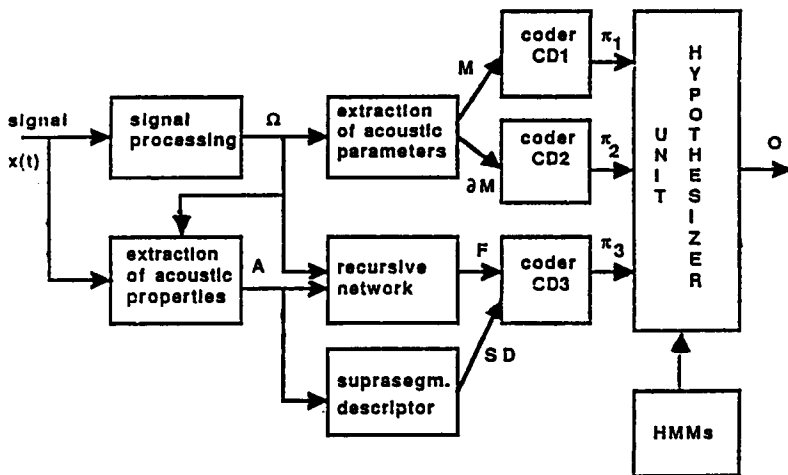 coder
CD1
π1
M
signal
x(t)
signal
processing
Ω
extraction
of acoustic
parameters
∂M
coder
CD2
π2
HYPOTHESIZER
UNIT
O
extraction
of acoustic
properties
A
recursive
network
F
coder
CD3
π3
SD
suprasegm.
descriptor
HMMs